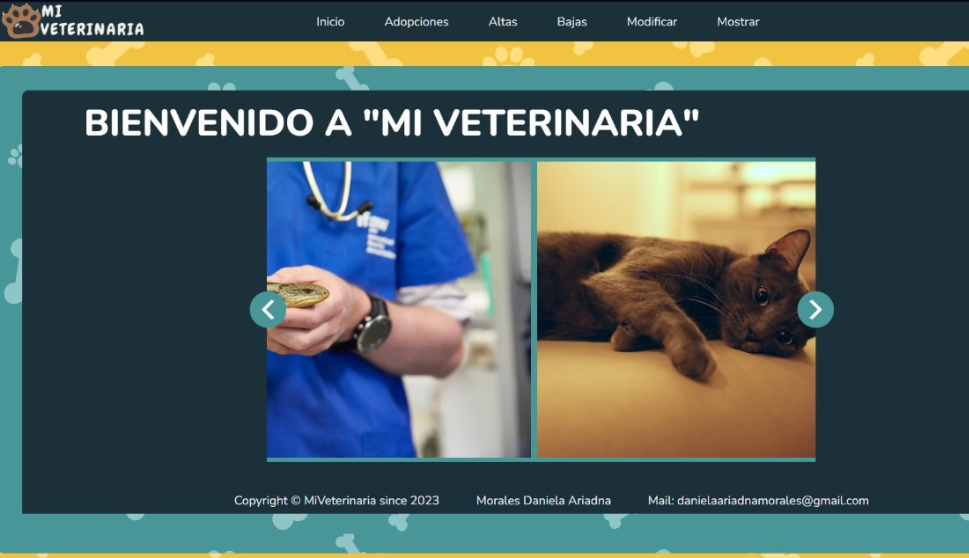 MI
VETERINARIA
Inicio Adopciones Altas Bajas Modificar Mostrar
BIENVENIDO A "MI VETERINARIA"
Copyright © MiVeterinaria since 2023 Morales Daniela Ariadna Mail: danielaariadnamorales@gmail.com